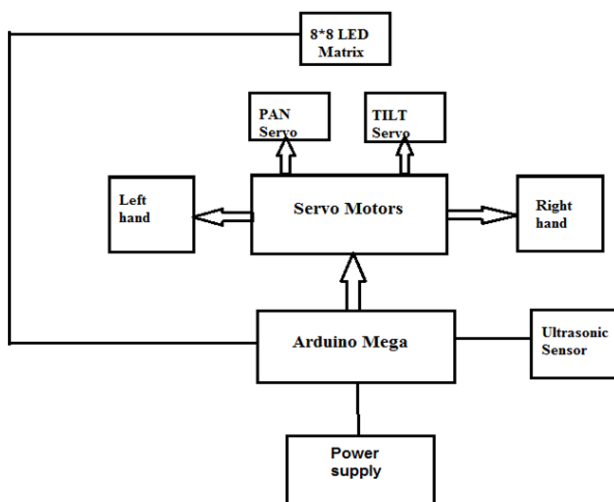 8*8 LED
Matrix
PAN
Servo
TILT
Servo
Left
hand
Servo Motors
Right
hand
Arduino Mega
Ultrasonic
Sensor
Power
supply